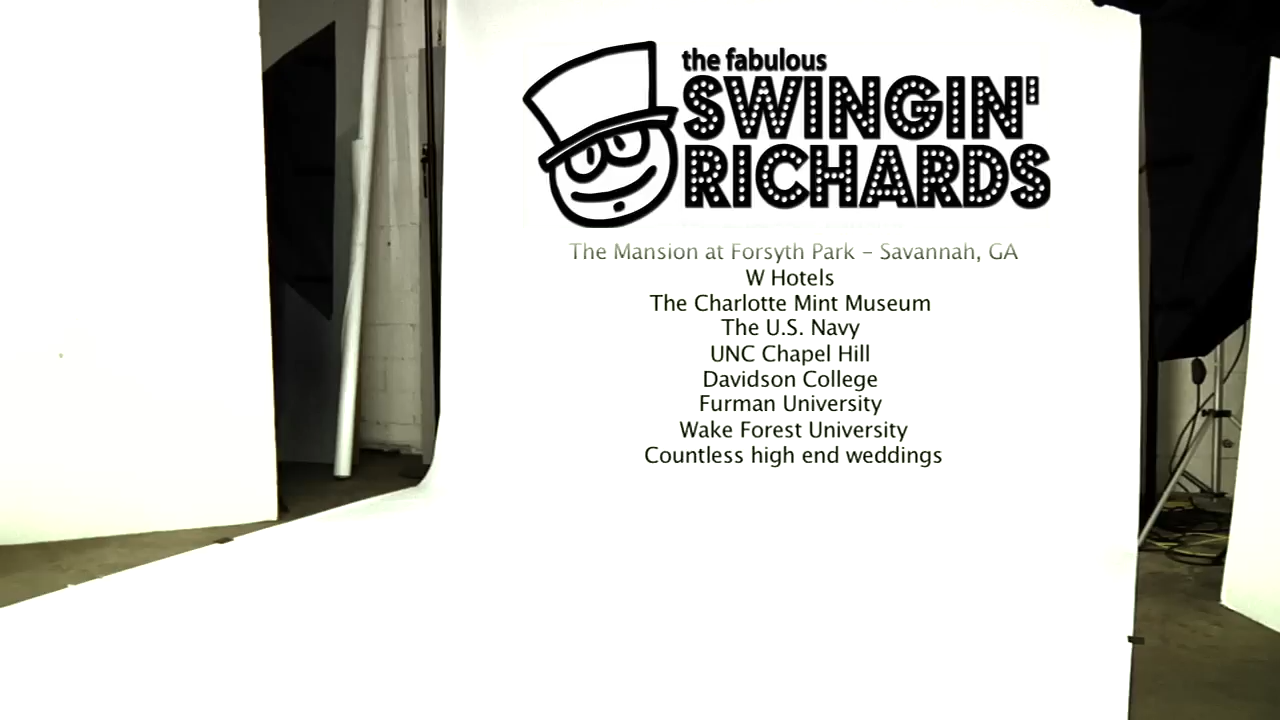 the fabulous
SWINGIN'
RICHARDS
The Mansion at Forsyth Park – Savannah, GA
W Hotels
The Charlotte Mint Museum
The U.S. Navy
UNC Chapel Hill
Davidson College
Furman University
Wake Forest University
Countless high end weddings